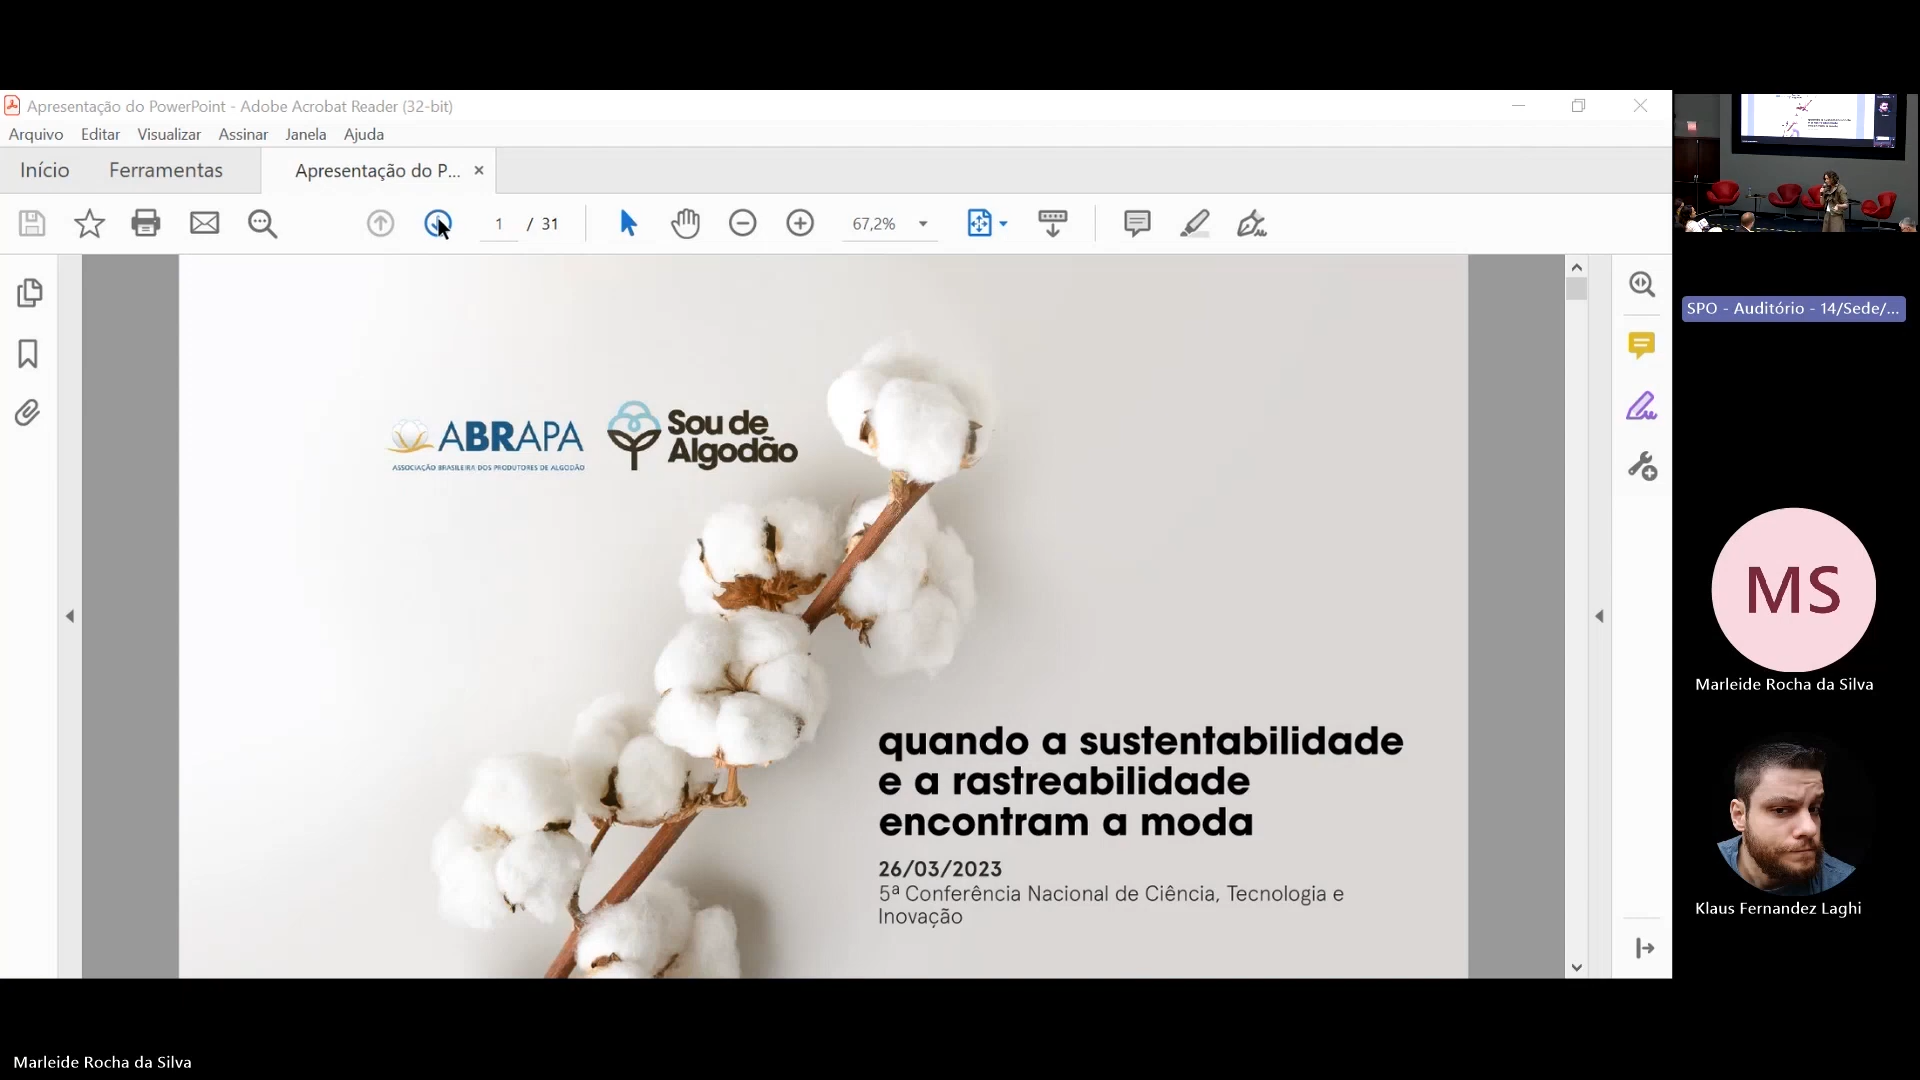 Apresentação do PowerPoint - Adobe Acrobat Reader (32-bit)
Arquivo Editar Visualizar Assinar Janela Ajuda
Início Ferramentas Apresentação do P... ×
1 / 31 67,2%
ABRAPA
ASSOCIAÇÃO BRASILEIRA DOS PRODUTORES DE ALGODÃO
Sou de
Algodão
quando a sustentabilidade
e a rastreabilidade
encontram a moda
26/03/2023
5ª Conferência Nacional de Ciência, Tecnologia e
Inovação
SPO - Auditório - 14/Sede/...
MS
Marleide Rocha da Silva
Klaus Fernandez Laghi
Marleide Rocha da Silva